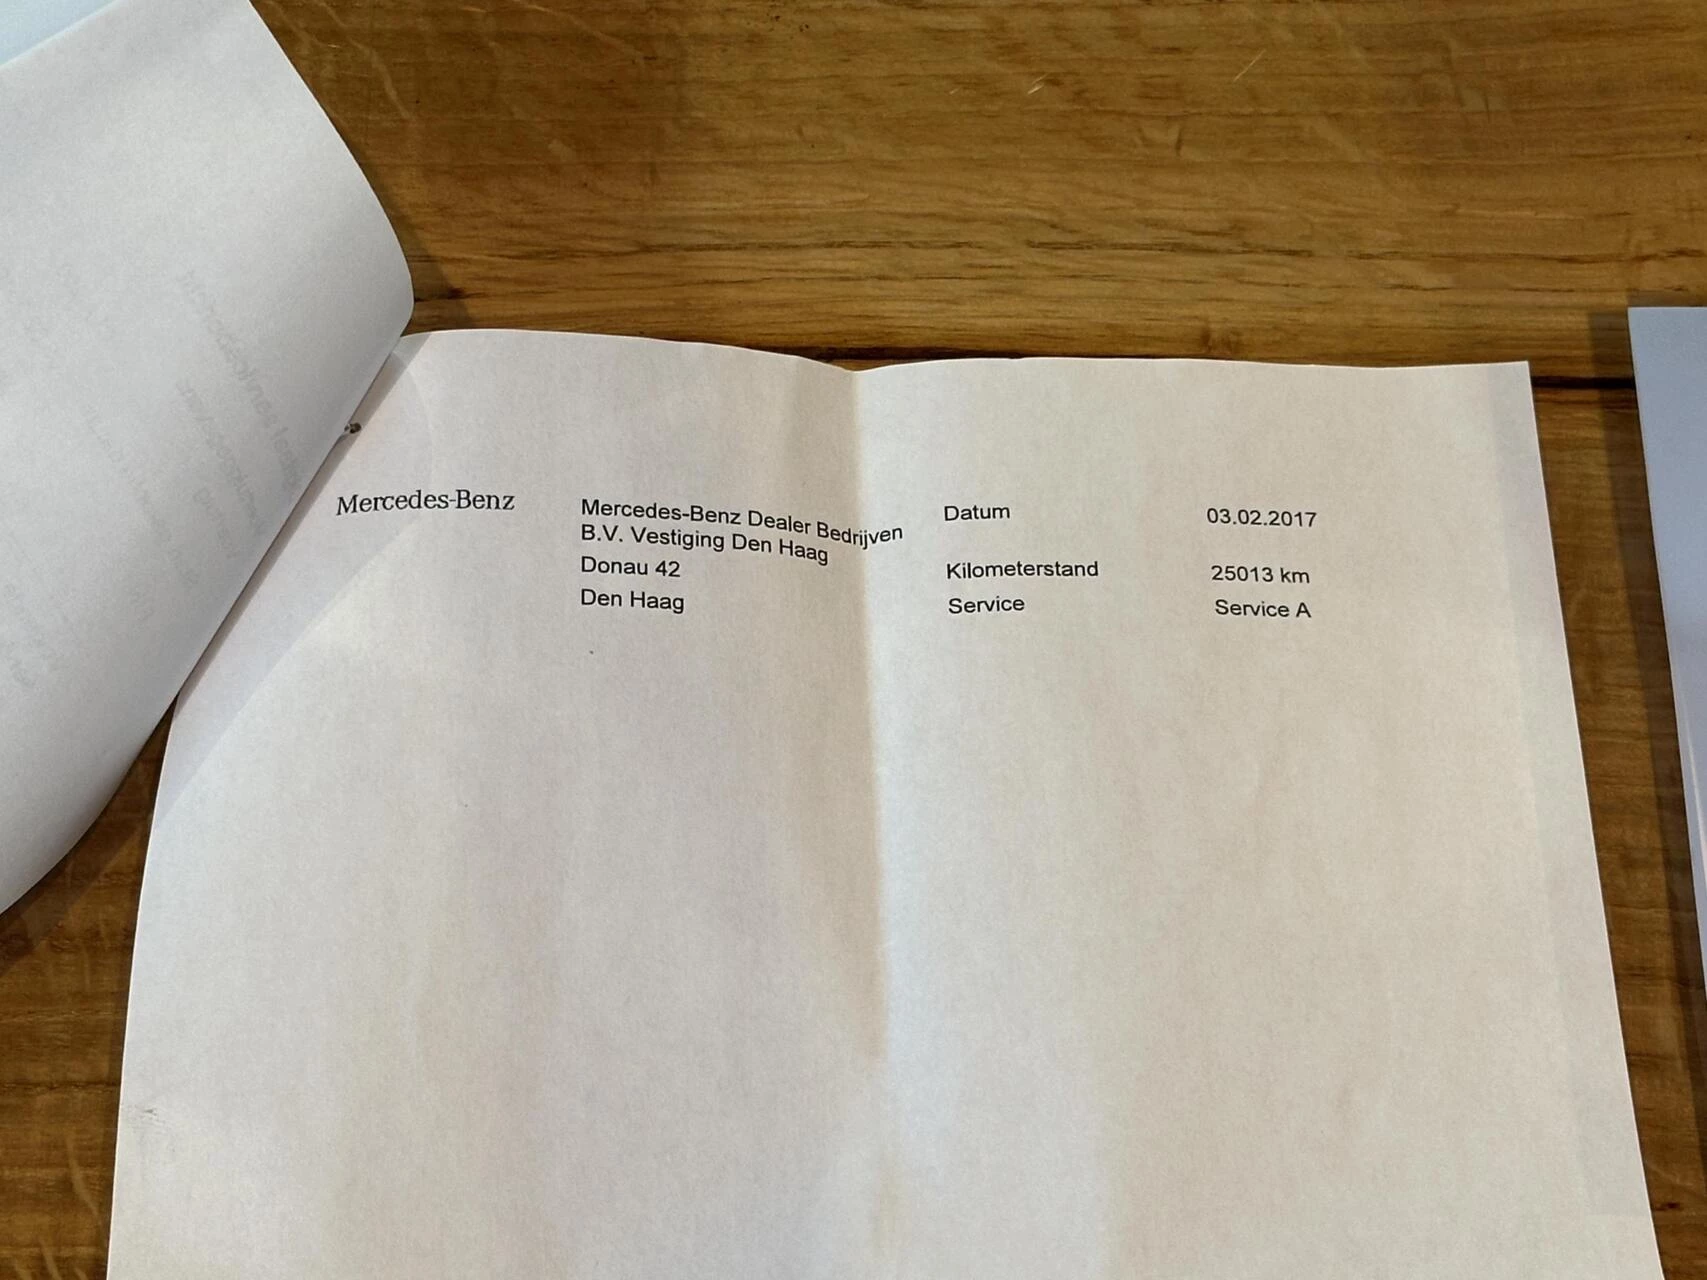 Mercedes-Benz
Mercedes-Benz Dealer Bedrijven
B.V. Vestiging Den Haag
Donau 42
Den Haag
Datum 03.02.2017
Kilometerstand 25013 km
Service Service A